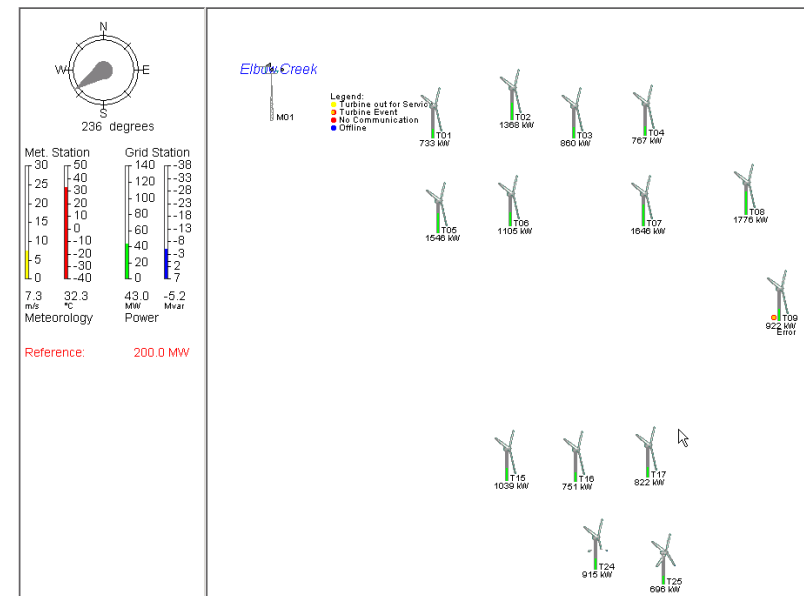 N
W
E
S
236 degrees
Met. Station
Grid Station
30
25
20
15
10
5
0
50
40
30
20
10
0
-10
-20
-30
-40
140
120
100
80
60
40
20
0
-38
-33
-28
-23
-18
-13
-8
-3
2
7
7.3
m/s
32.3
°C
43.0
MW
-5.2
Mvar
Meteorology
Power
Reference: 200.0 MW
Elbow Creek
M01
Legend:
Turbine out for Servic
Turbine Event
No Communication
Offline
T01
733 kW
T02
1368 kW
T03
860 kW
T04
767 kW
T05
1546 kW
T06
1105 kW
T07
1646 kW
T08
1776 kW
T09
922 kW
Error
T15
1039 kW
T16
751 kW
T17
822 kW
T24
915 kW
T25
696 kW